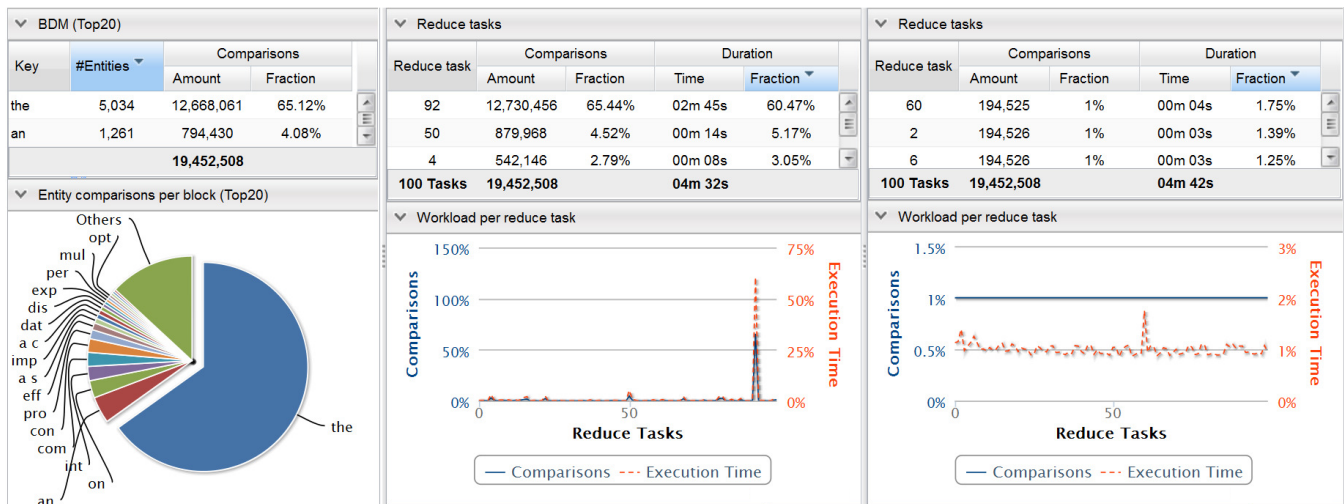 BDM (Top20)
Key #Entities Comparisons
Amount Fraction
the 5,034 12,668,061 65.12%
an 1,261 794,430 4.08%
19,452,508
Entity comparisons per block (Top20)
Others
opt
mul
per
exp
dis
dat
a c
imp
a s
eff
pro
con
com
int
on
an
the
Reduce tasks
Reduce task Comparisons Duration
Amount Fraction Time Fraction
92 12,730,456 65.44% 02m 45s 60.47%
50 879,968 4.52% 00m 14s 5.17%
4 542,146 2.79% 00m 08s 3.05%
100 Tasks 19,452,508 04m 32s
Workload per reduce task
150% 75%
100% 50%
50% 25%
0% 0%
Comparisons
Execution Time
0 50
Reduce Tasks
Comparisons Execution Time
Reduce tasks
Reduce task Comparisons Duration
Amount Fraction Time Fraction
60 194,525 1% 00m 04s 1.75%
2 194,526 1% 00m 03s 1.39%
6 194,526 1% 00m 03s 1.25%
100 Tasks 19,452,508 04m 42s
Workload per reduce task
1.5% 3%
1% 2%
0.5% 1%
0% 0%
Comparisons
Execution Time
0 50
Reduce Tasks
Comparisons Execution Time